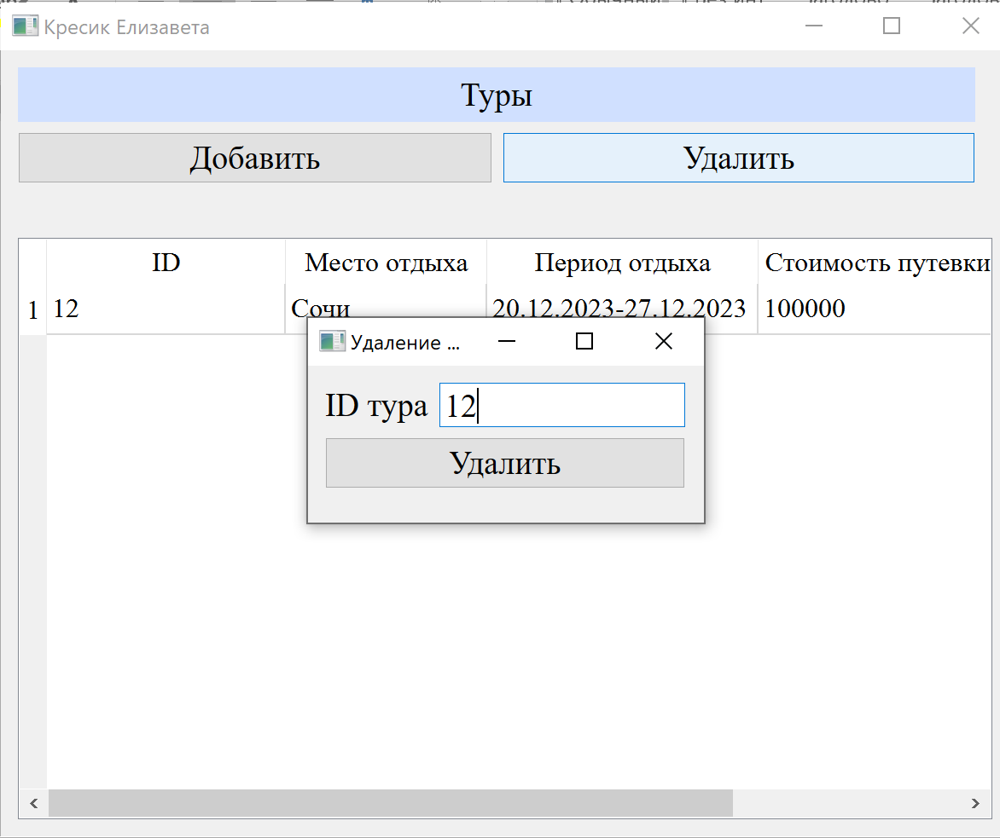 Кресик Елизавета
Туры
Добавить Удалить
ID Место отдыха Период отдыха Стоимость путевки
1 12 Сочи 20.12.2023-27.12.2023 100000
Удаление ...
ID тура 12
Удалить